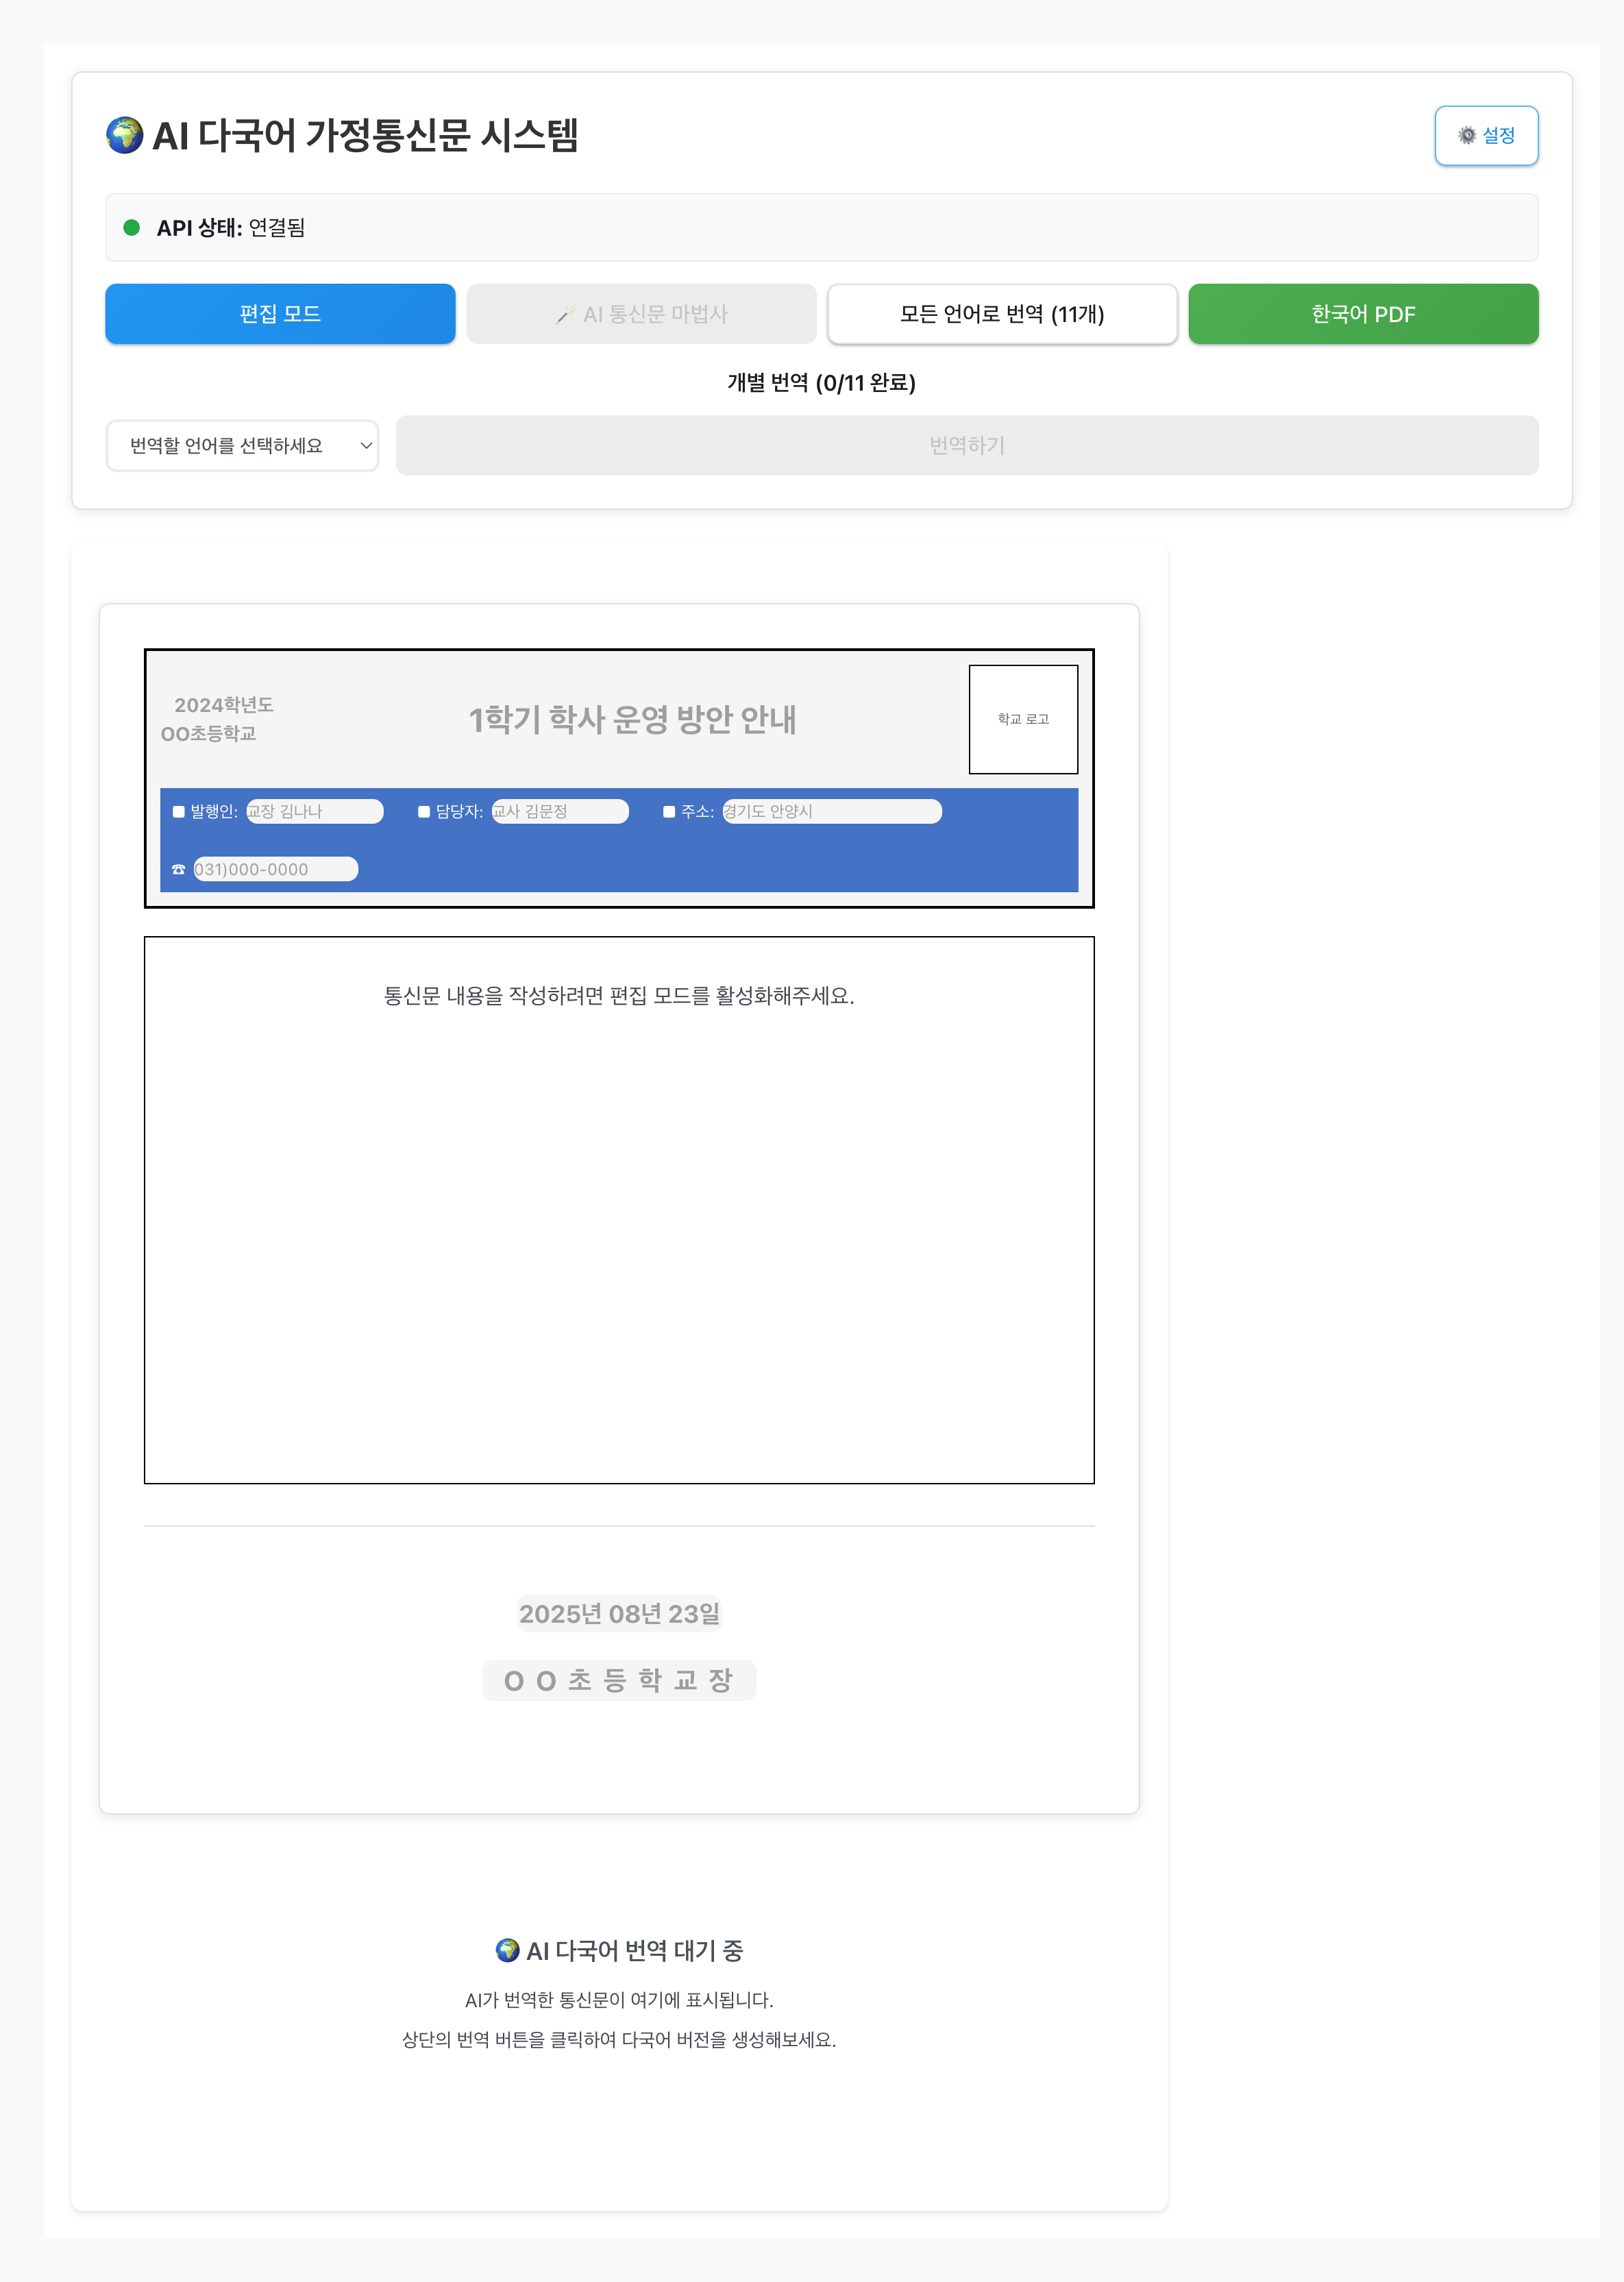 🌍 AI 다국어 가정통신문 시스템
⚙️ 설정
API 상태: 연결됨
편집 모드
🪄 AI 통신문 마법사
모든 언어로 번역 (11개)
한국어 PDF
개별 번역 (0/11 완료)
번역할 언어를 선택하세요
번역하기
2024학년도
OO초등학교
1학기 학사 운영 방안 안내
학교 로고
■ 발행인: 교장 김나나 ■ 담당자: 교사 김문정 ■ 주소: 경기도 안양시
☎ 031)000-0000
통신문 내용을 작성하려면 편집 모드를 활성화해주세요.
2025년 08년 23일
O O 초 등 학 교 장
🌍 AI 다국어 번역 대기 중
AI가 번역한 통신문이 여기에 표시됩니다.
상단의 번역 버튼을 클릭하여 다국어 버전을 생성해보세요.